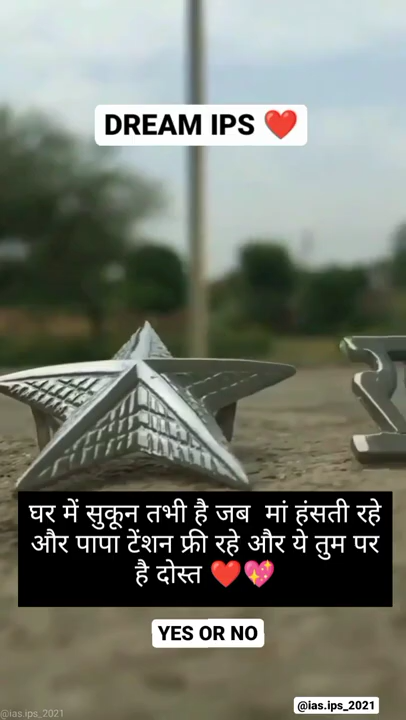 DREAM IPS ❤️
घर में सुकून तभी है जब मां हंसती रहे
और पापा टेंशन फ्री रहे और ये तुम पर
है दोस्त ❤️💖
YES OR NO
@ias.ips_2021
@ias.ips_2021